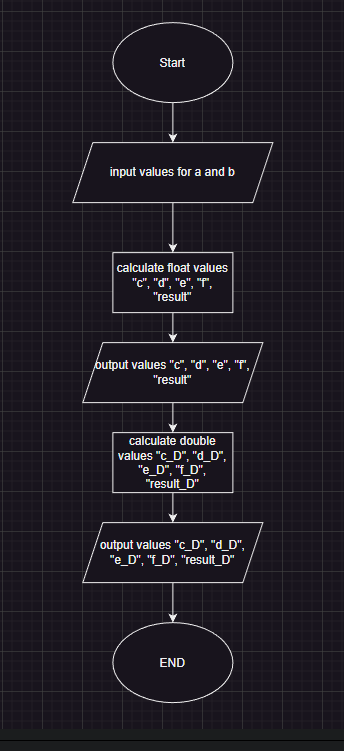 Start
input values for a and b
calculate float values
"c", "d", "e", "f",
"result"
output values "c", "d", "e", "f",
"result"
calculate double
values "c_D", "d_D",
"e_D", "f_D",
"result_D"
output values "c_D", "d_D",
"e_D", "f_D", "result_D"
END